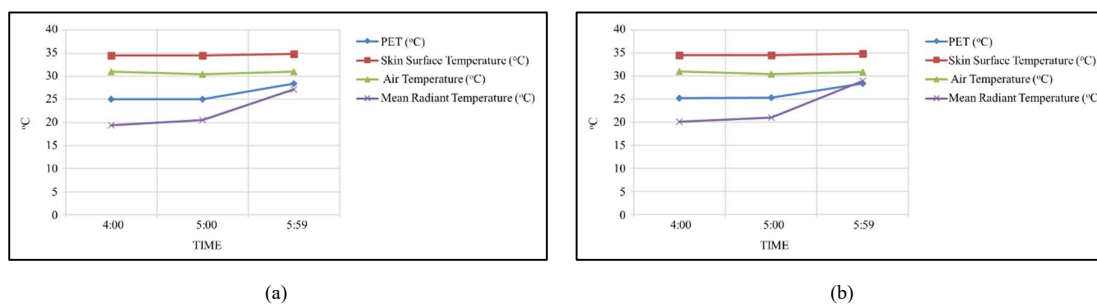 40
35
30
25
20
15
10
5
0
°C
4:00
5:00
5:59
TIME
PET (°C)
Skin Surface Temperature (°C)
Air Temperature (°C)
Mean Radiant Temperature (°C)
(a)
40
35
30
25
20
15
10
5
0
°C
4:00
5:00
5:59
TIME
PET (°C)
Skin Surface Temperature (°C)
Air Temperature (°C)
Mean Radiant Temperature (°C)
(b)